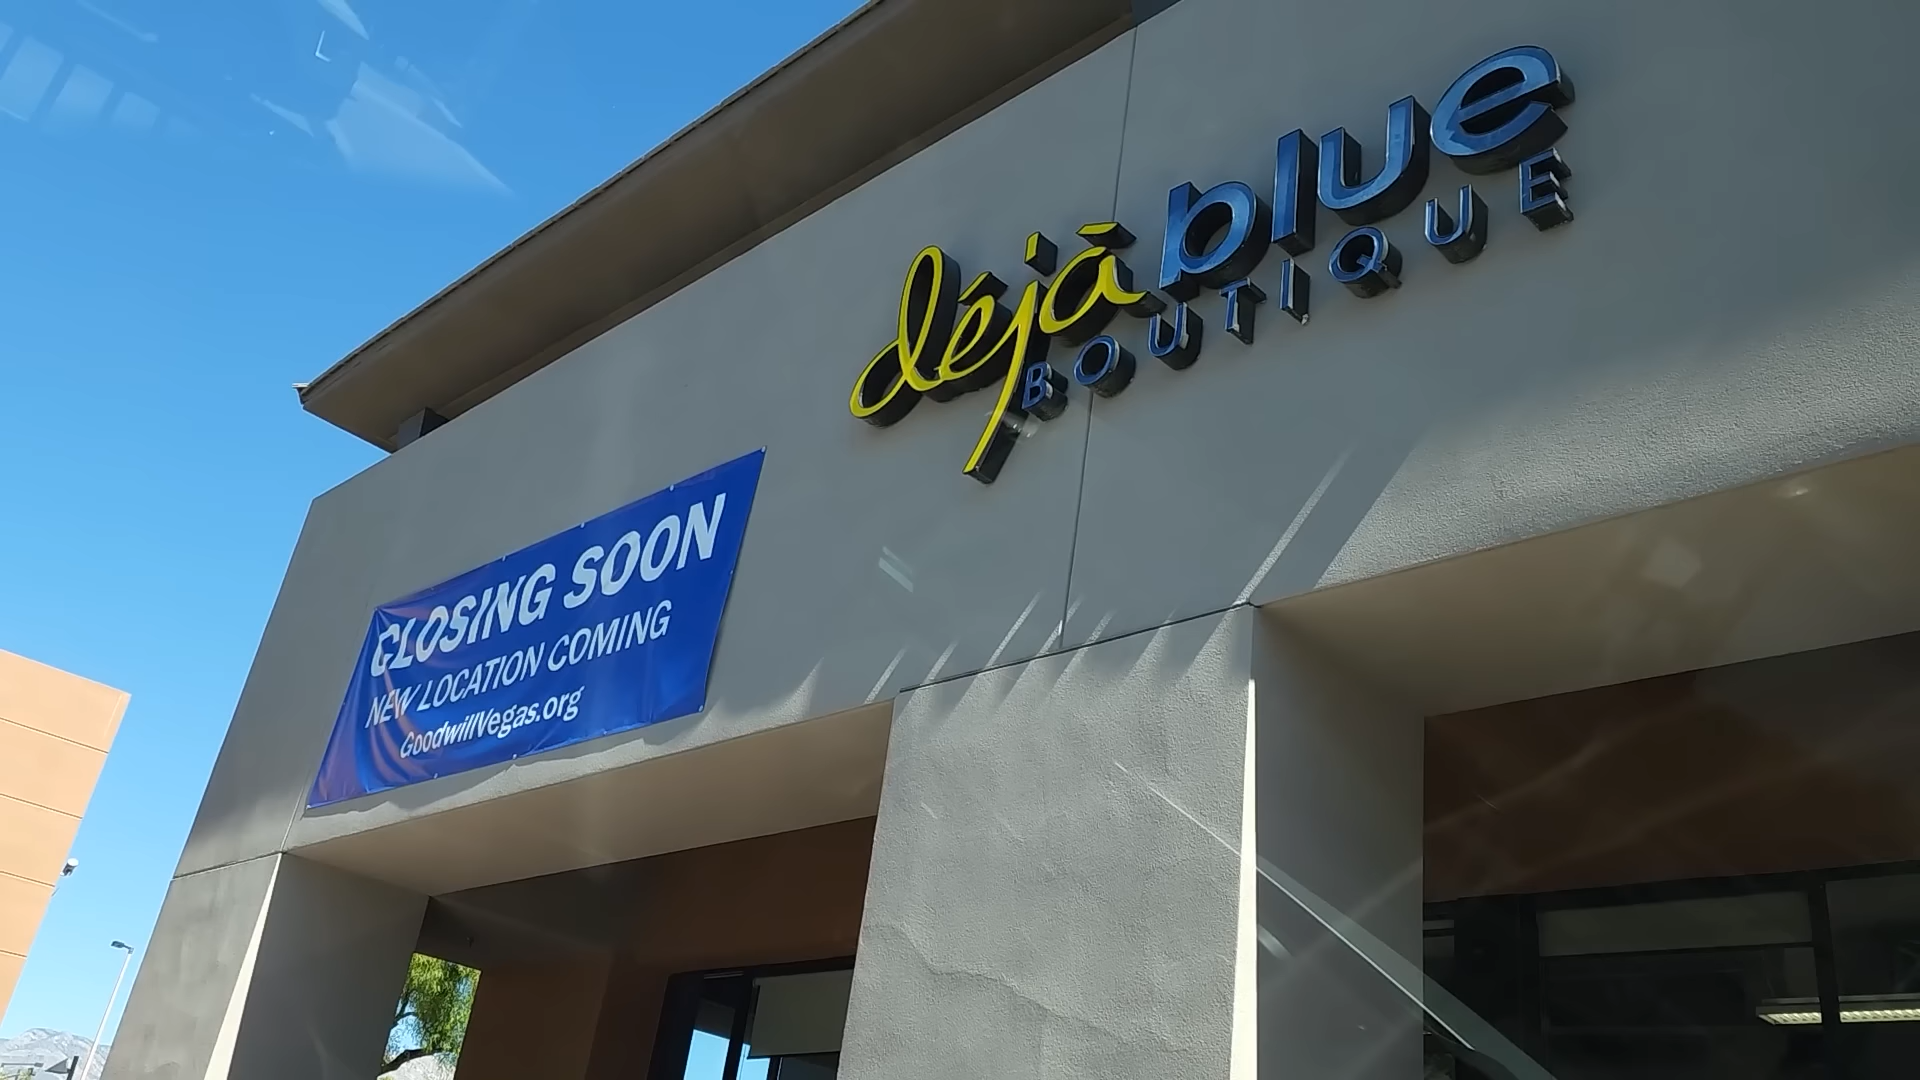 déjà blue
BOUTIQUE
CLOSING SOON
NEW LOCATION COMING
GoodwillVegas.org